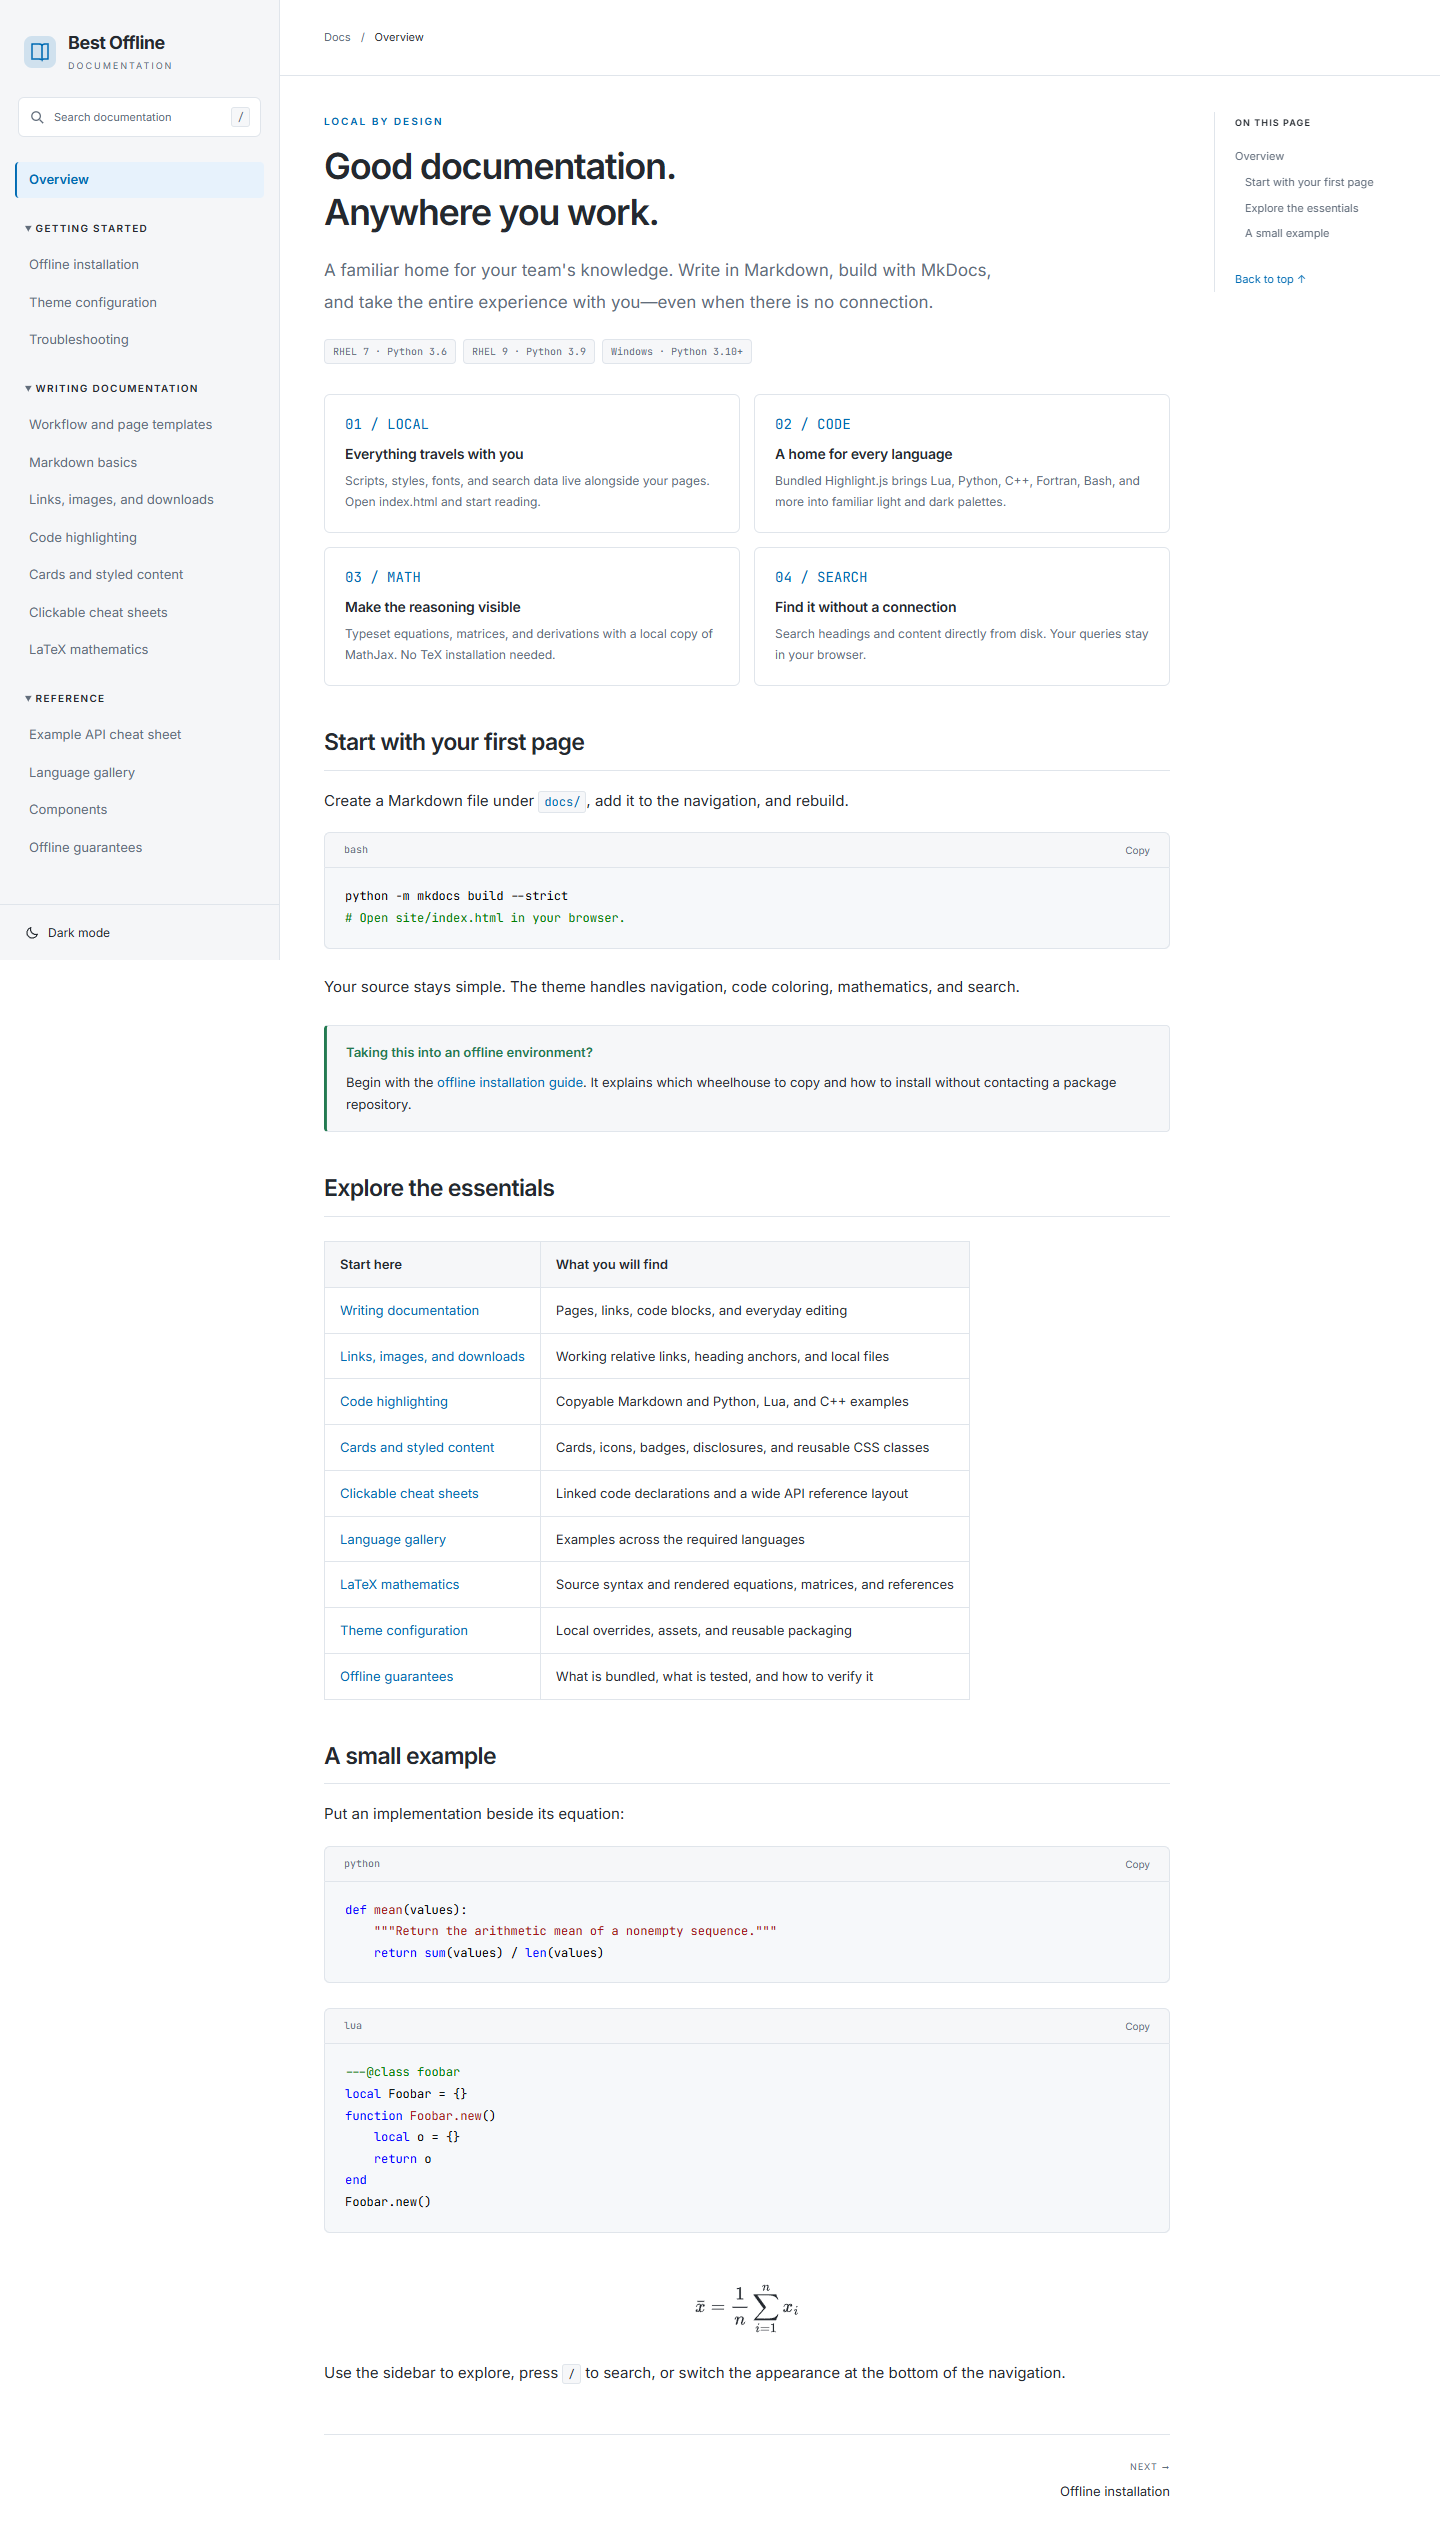 Best Offline
DOCUMENTATION
Search documentation /
Overview
▾ GETTING STARTED
Offline installation
Theme configuration
Troubleshooting
▾ WRITING DOCUMENTATION
Workflow and page templates
Markdown basics
Links, images, and downloads
Code highlighting
Cards and styled content
Clickable cheat sheets
LaTeX mathematics
▾ REFERENCE
Example API cheat sheet
Language gallery
Components
Offline guarantees
Dark mode
Docs / Overview
LOCAL BY DESIGN
Good documentation.
Anywhere you work.
A familiar home for your team's knowledge. Write in Markdown, build with MkDocs,
and take the entire experience with you—even when there is no connection.
RHEL 7 · Python 3.6
RHEL 9 · Python 3.9
Windows · Python 3.10+
01 / LOCAL
Everything travels with you
Scripts, styles, fonts, and search data live alongside your pages.
Open index.html and start reading.
02 / CODE
A home for every language
Bundled Highlight.js brings Lua, Python, C++, Fortran, Bash, and
more into familiar light and dark palettes.
03 / MATH
Make the reasoning visible
Typeset equations, matrices, and derivations with a local copy of
MathJax. No TeX installation needed.
04 / SEARCH
Find it without a connection
Search headings and content directly from disk. Your queries stay
in your browser.
Start with your first page
Create a Markdown file under docs/, add it to the navigation, and rebuild.
bash
Copy
python -m mkdocs build --strict
# Open site/index.html in your browser.
Your source stays simple. The theme handles navigation, code coloring, mathematics, and search.
Taking this into an offline environment?
Begin with the offline installation guide. It explains which wheelhouse to copy and how to install without contacting a package
repository.
Explore the essentials
Start here What you will find
Writing documentation Pages, links, code blocks, and everyday editing
Links, images, and downloads Working relative links, heading anchors, and local files
Code highlighting Copyable Markdown and Python, Lua, and C++ examples
Cards and styled content Cards, icons, badges, disclosures, and reusable CSS classes
Clickable cheat sheets Linked code declarations and a wide API reference layout
Language gallery Examples across the required languages
LaTeX mathematics Source syntax and rendered equations, matrices, and references
Theme configuration Local overrides, assets, and reusable packaging
Offline guarantees What is bundled, what is tested, and how to verify it
A small example
Put an implementation beside its equation:
python
Copy
def mean(values):
    """Return the arithmetic mean of a nonempty sequence."""
    return sum(values) / len(values)
lua
Copy
---@class foobar
local Foobar = {}
function Foobar.new()
    local o = {}
    return o
end
Foobar.new()
x̄ = 1/n ∑ i=1 n xᵢ
Use the sidebar to explore, press / to search, or switch the appearance at the bottom of the navigation.
NEXT →
Offline installation
ON THIS PAGE
Overview
Start with your first page
Explore the essentials
A small example
Back to top ↑